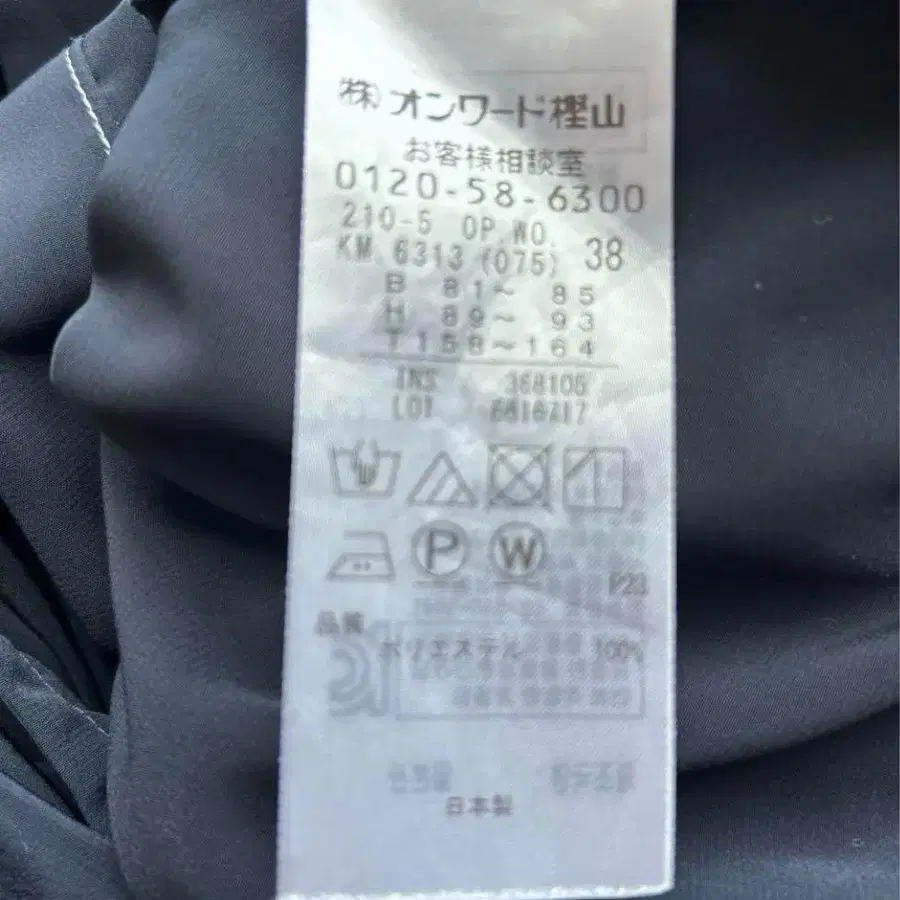 ㈱オンワード樫山
お客様相談室
0120-58-6300
210-5 OP.WO. 38
KM.6313(075)
B 81～ 85
H 89～ 93
T 158～164
INS 368105
LOT
P W
P23
品質
ポリエステル 100%
日本製